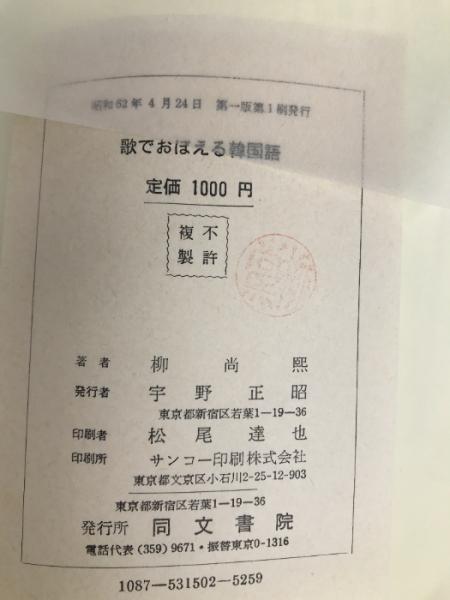 昭和62年4月24日 第一版第1刷発行
歌でおぼえる韓国語
定価 1000 円
不許
複製
著者 柳尚熙
発行者 宇野正昭
東京都新宿区若葉1—19—36
印刷者 松尾達也
印刷所 サンコー印刷株式会社
東京都文京区小石川2-25-12-903
東京都新宿区若葉1—19—36
発行所 同文書院
電話代表(359)9671・振替東京0-1316
1087—531502—5259